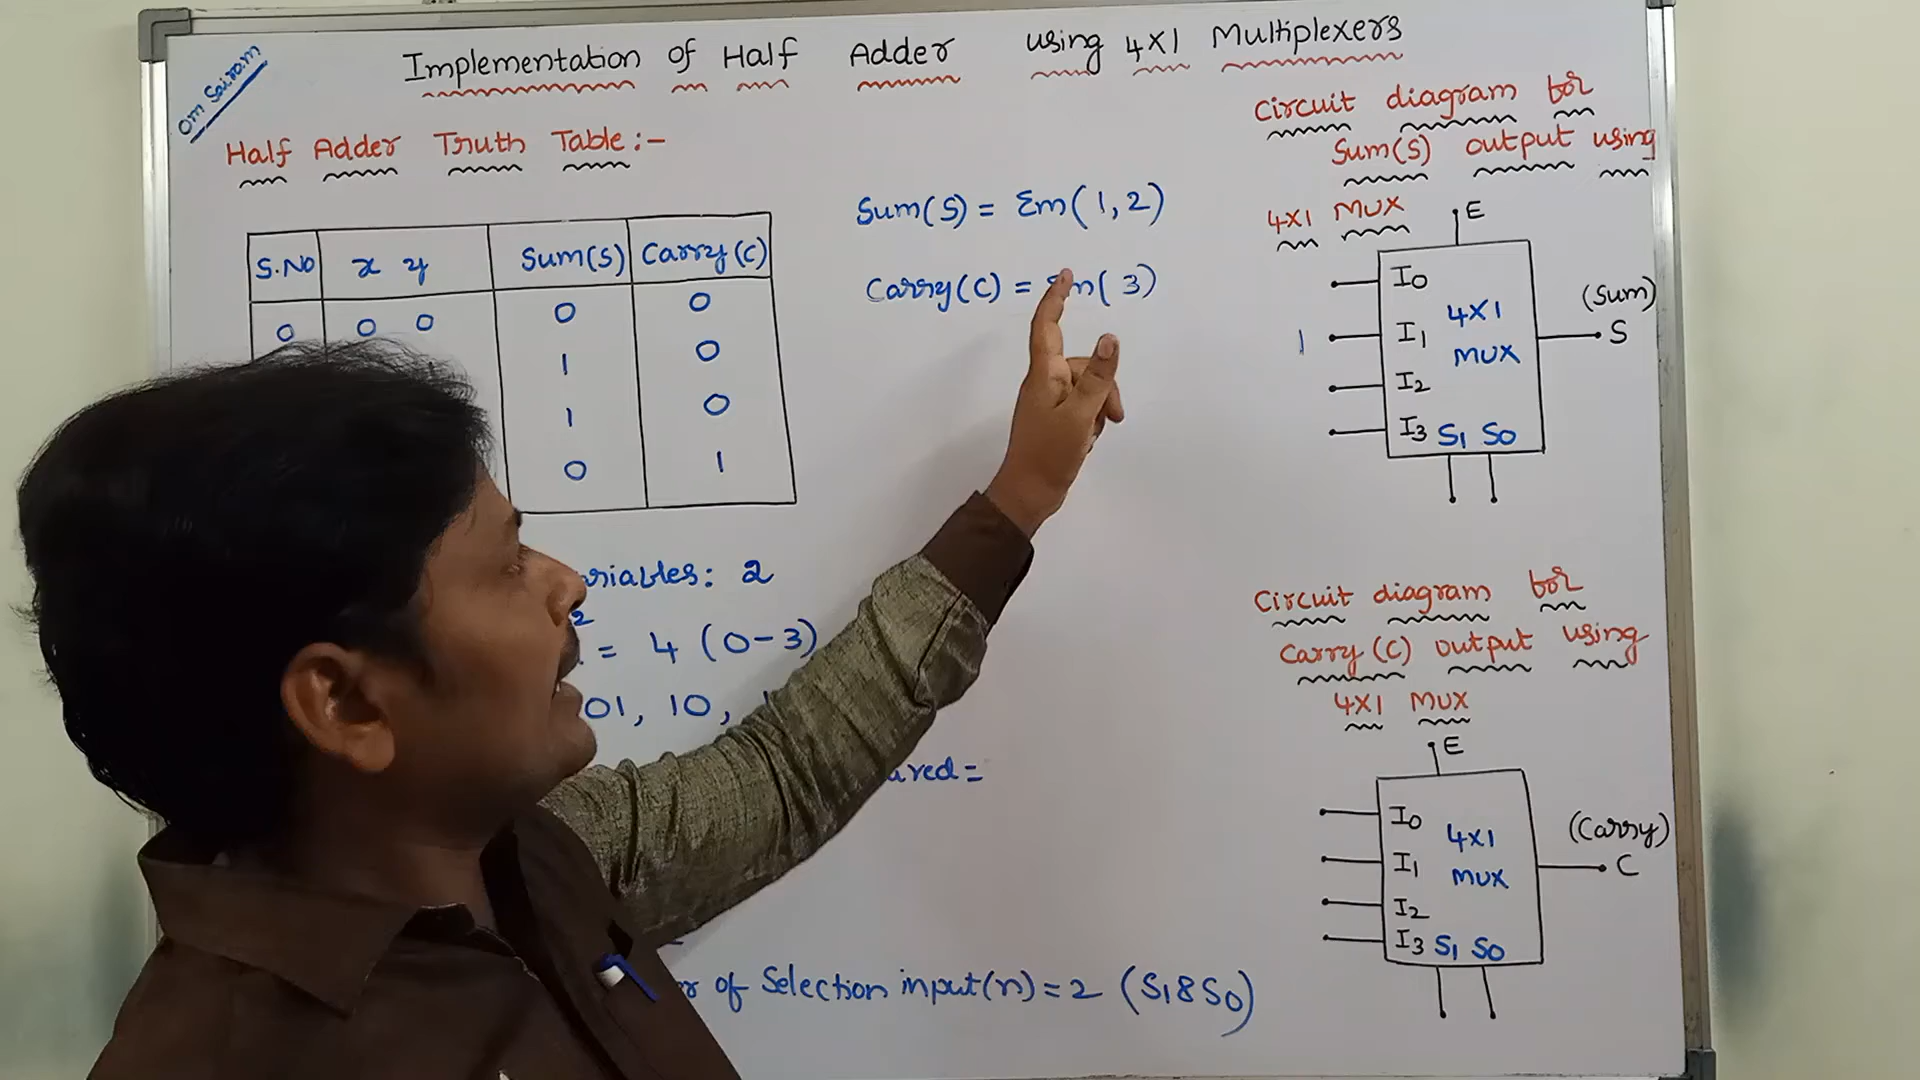 Om Sairam
Implementation of Half Adder using 4X1 Multiplexers
Half Adder Truth Table:-
S.No x y Sum(S) Carry(C)
0 0 0 0 0
1 0
1 0
0 1
Sum(S) = Σm(1,2)
Carry(C) = m( 3)
: 2
2
= 4 (0-3)
01, 10,
=
of Selection input(n) = 2 (S1 & S0)
Circuit diagram for
Sum(S) output using
4X1 MUX
E
I0
1 I1
I2
I3 S1 S0
4X1
MUX
(Sum)
S
Circuit diagram for
Carry(C) output using
4X1 MUX
E
I0
I1
I2
I3 S1 S0
4X1
MUX
(Carry)
C